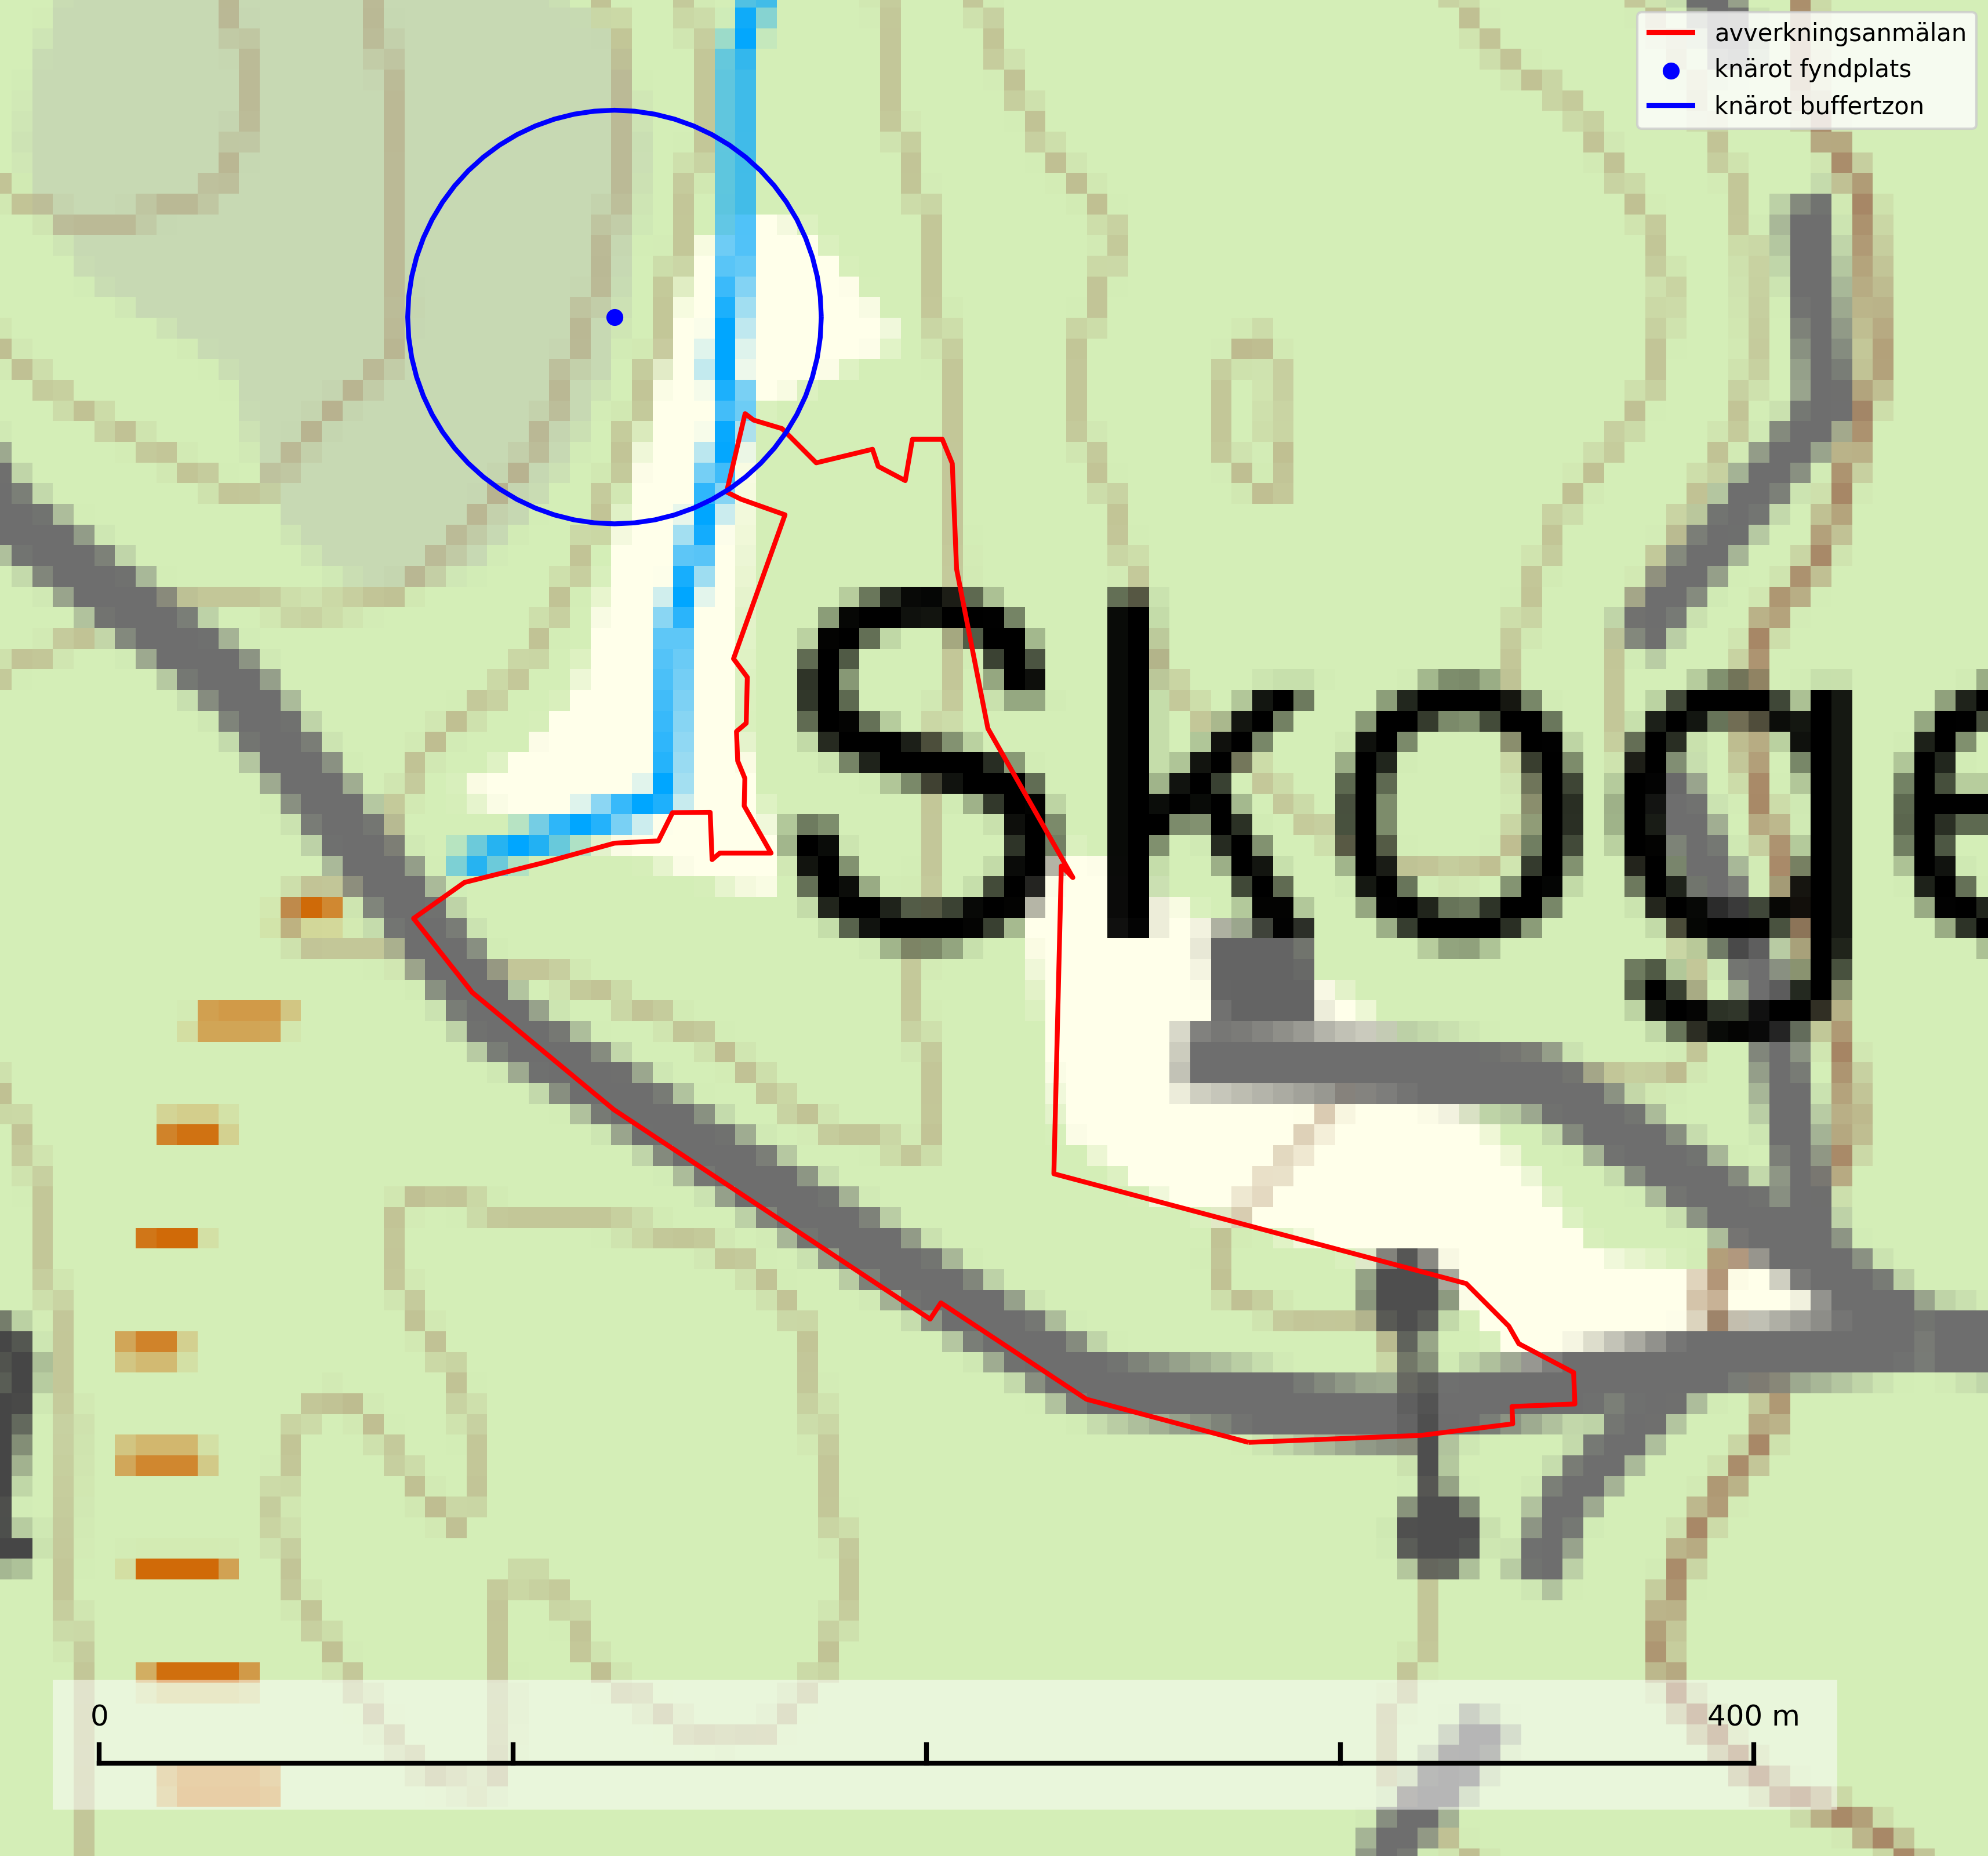 avverkningsanmälan
knärot fyndplats
knärot buffertzon
Skoge
0 400 m